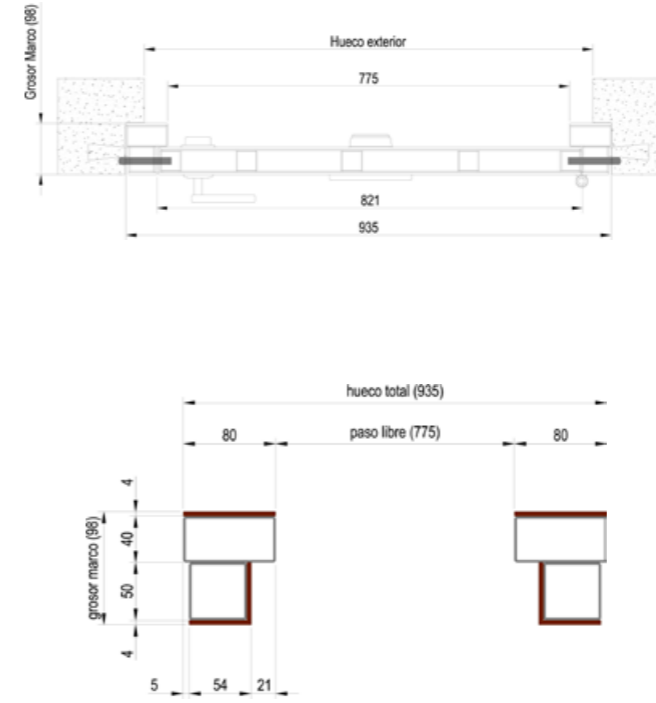 Grosor Marco (98)
Hueco exterior
775
821
935
hueco total (935)
80
paso libre (775)
80
grosor marco (98)
4
40
50
4
5
54
21